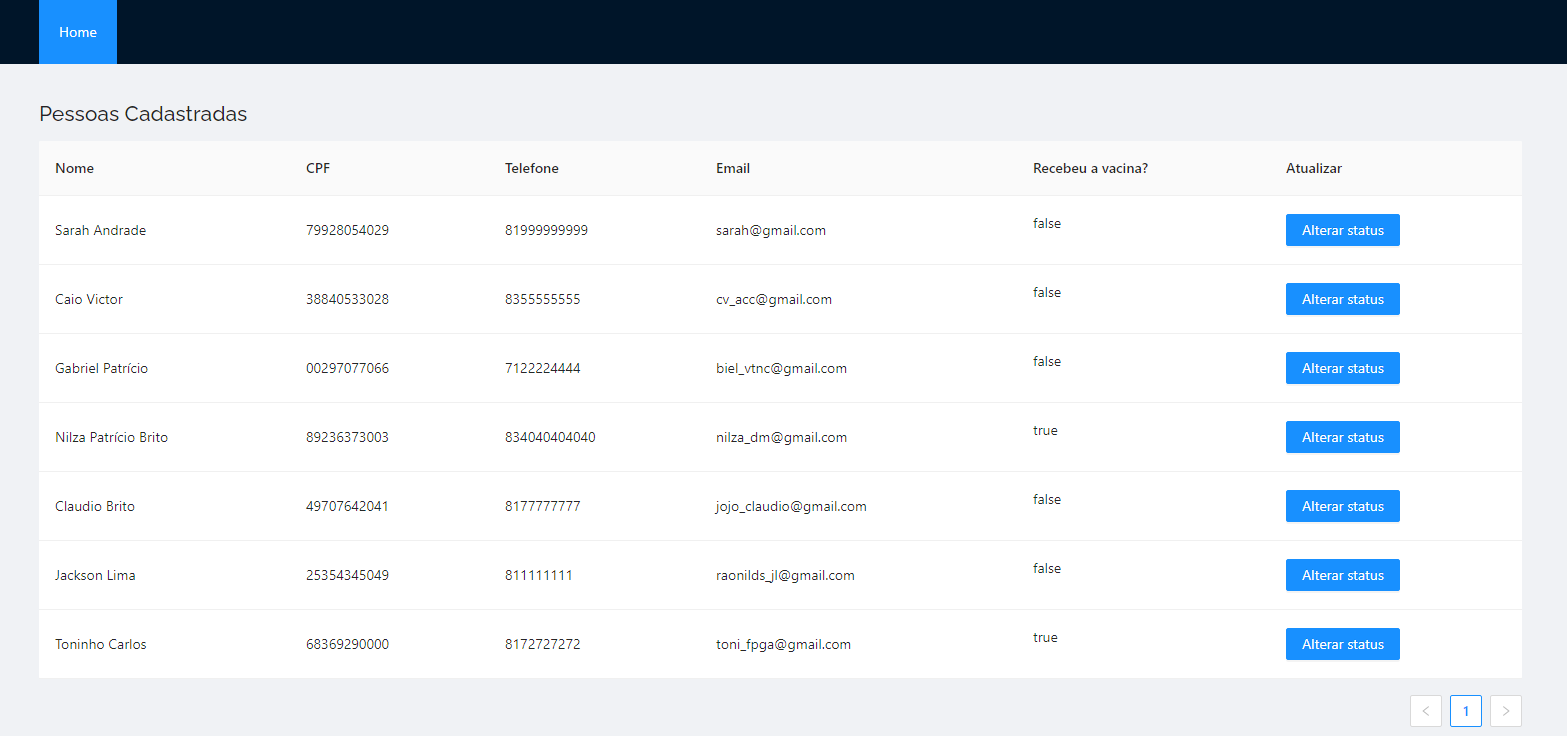 Home
Pessoas Cadastradas
Nome CPF Telefone Email Recebeu a vacina? Atualizar
Sarah Andrade 79928054029 81999999999 sarah@gmail.com false Alterar status
Caio Victor 38840533028 8355555555 cv_acc@gmail.com false Alterar status
Gabriel Patrício 00297077066 7122224444 biel_vtnc@gmail.com false Alterar status
Nilza Patrício Brito 89236373003 834040404040 nilza_dm@gmail.com true Alterar status
Claudio Brito 49707642041 8177777777 jojo_claudio@gmail.com false Alterar status
Jackson Lima 25354345049 811111111 raonilds_jl@gmail.com false Alterar status
Toninho Carlos 68369290000 8172727272 toni_fpga@gmail.com true Alterar status
< 1 >